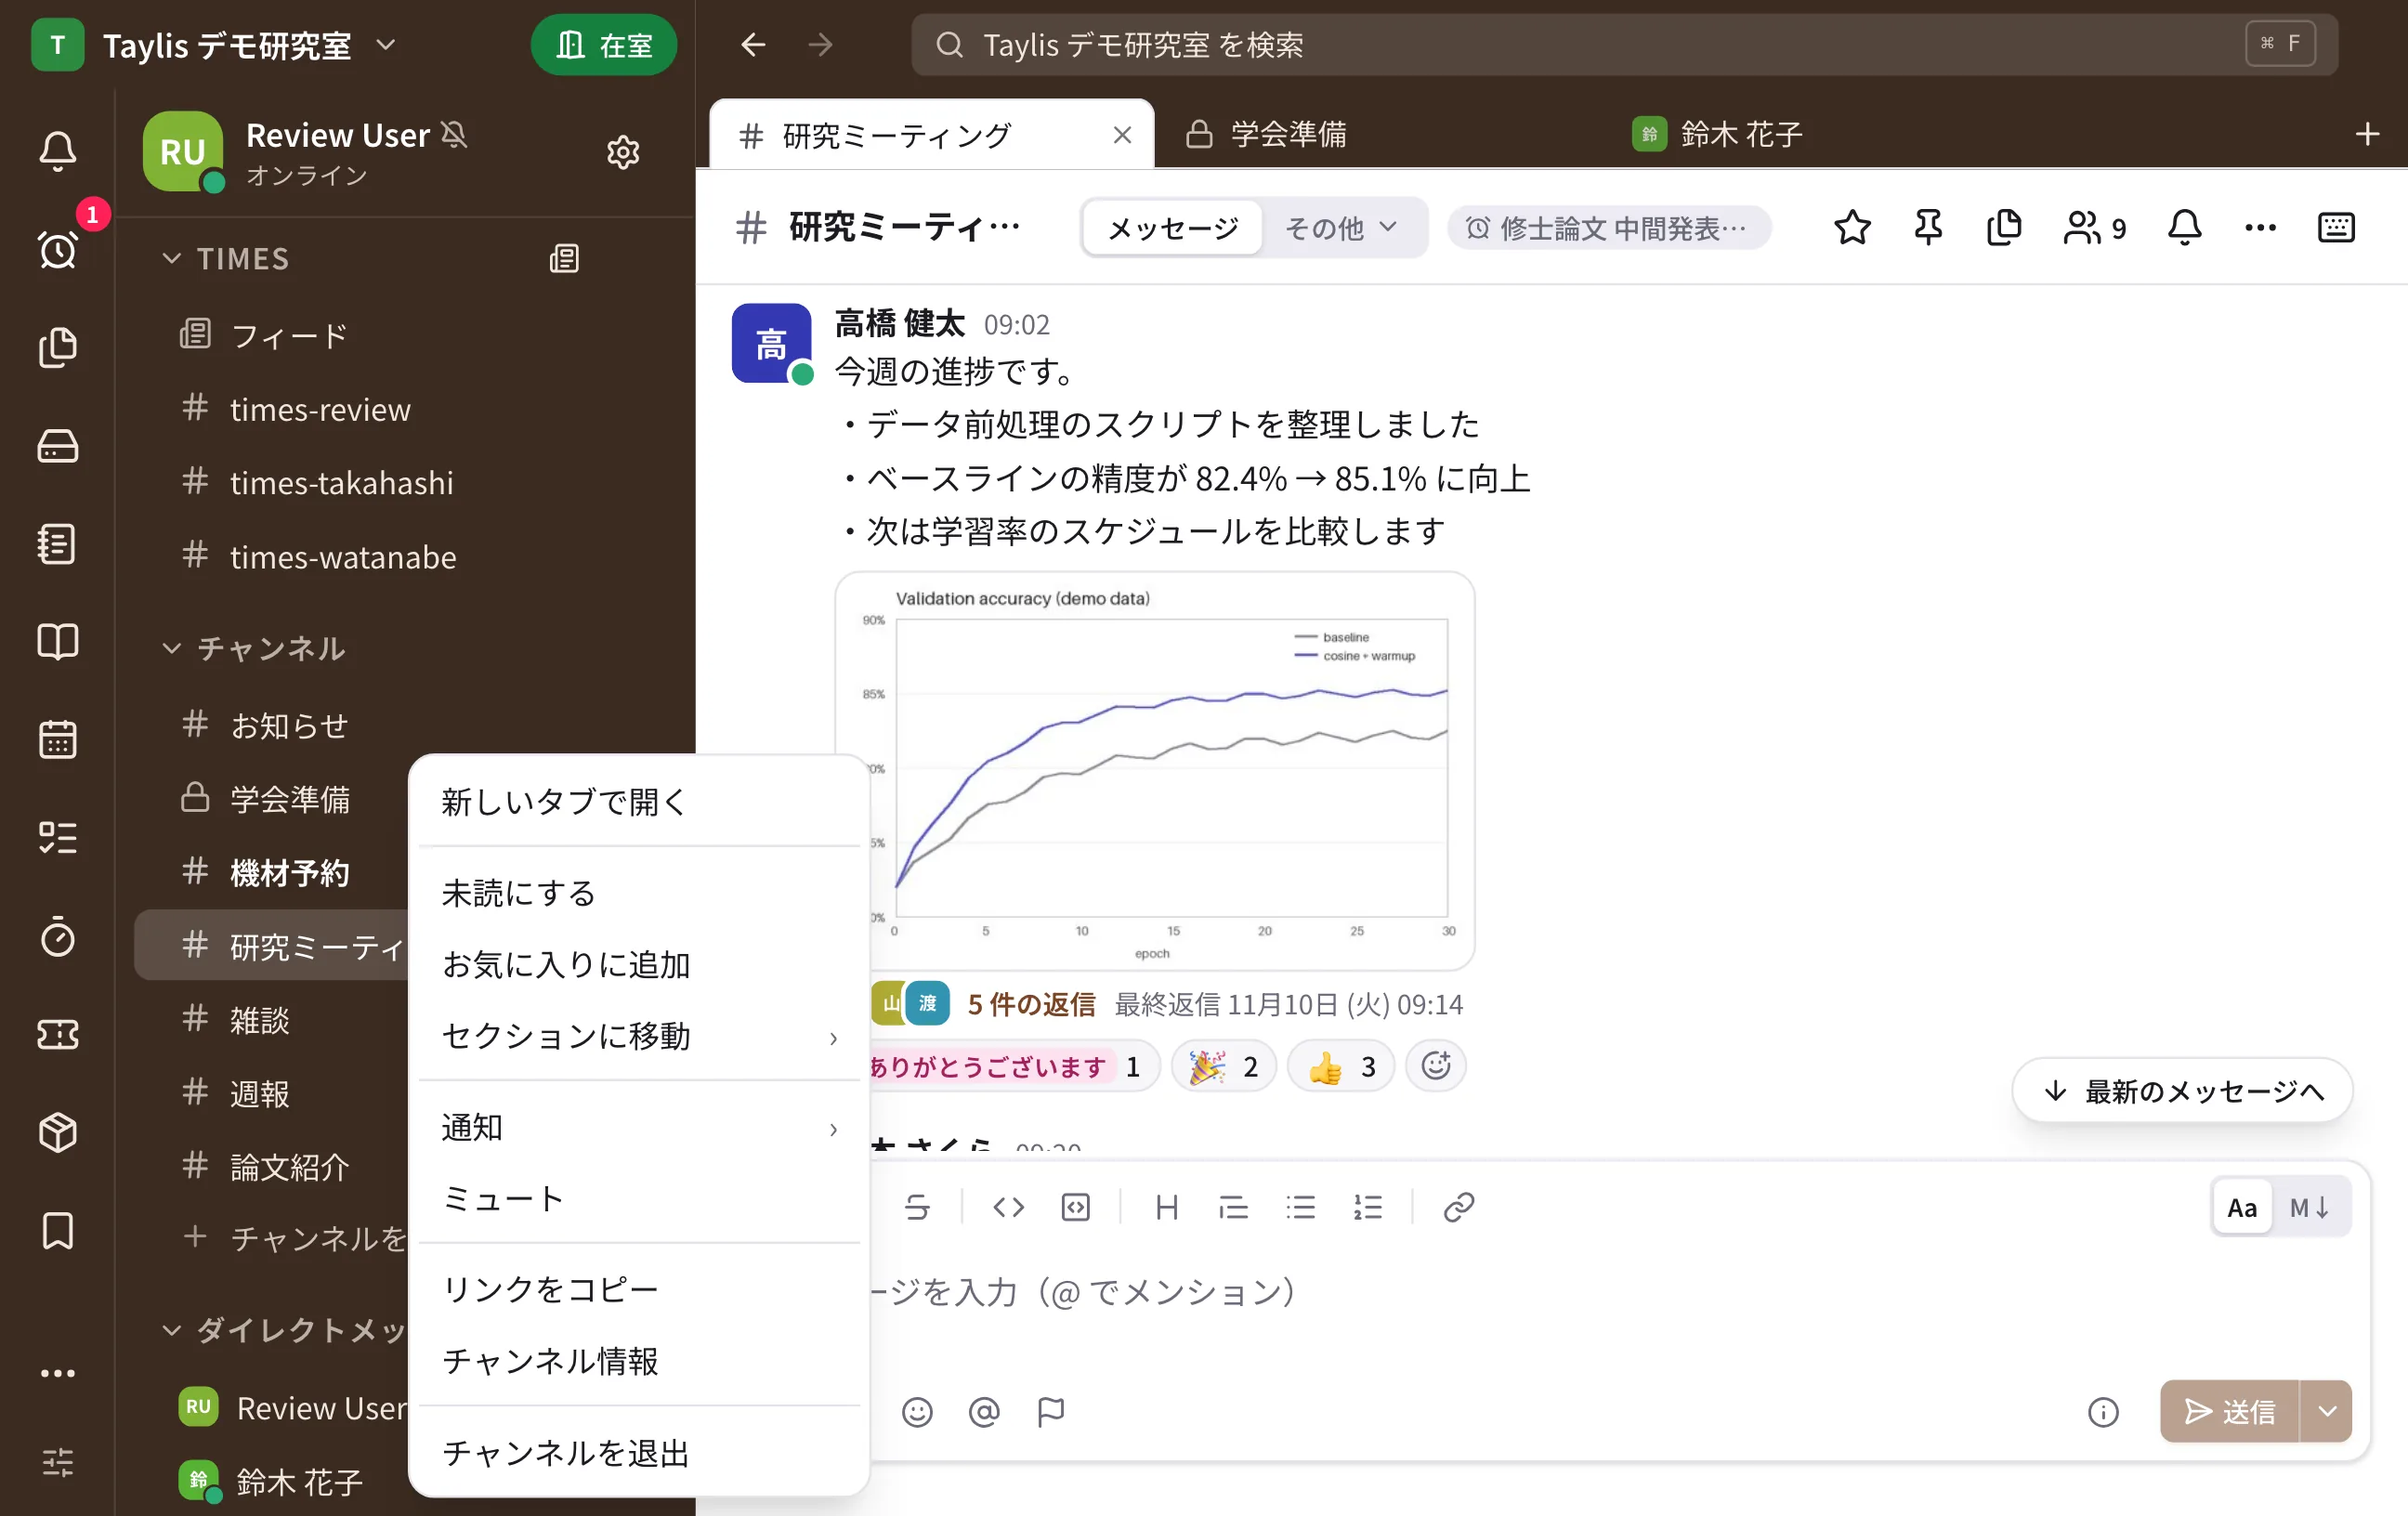 T Taylis デモ研究室
在室
Taylis デモ研究室 を検索
⌘ F
RU Review User
オンライン
1
TIMES
フィード
# times-review
# times-takahashi
# times-watanabe
チャンネル
# お知らせ
学会準備
# 機材予約
# 研究ミーティ
# 雑談
# 週報
# 論文紹介
+ チャンネルを
ダイレクトメッ
RU Review User
鈴 鈴木 花子
新しいタブで開く
未読にする
お気に入りに追加
セクションに移動 ›
通知 ›
ミュート
リンクをコピー
チャンネル情報
チャンネルを退出
# 研究ミーティング
学会準備
鈴 鈴木 花子
# 研究ミーティ…
メッセージ
その他
修士論文 中間発表…
9
高 高橋 健太 09:02
今週の進捗です。
・データ前処理のスクリプトを整理しました
・ベースラインの精度が 82.4% → 85.1% に向上
・次は学習率のスケジュールを比較します
Validation accuracy (demo data)
90%
85%
baseline
cosine + warmup
0 5 10 15 20 25 30
epoch
山 渡 5 件の返信 最終返信 11月10日 (火) 09:14
ありがとうございます 1 🎉 2 👍 3
最新のメッセージへ
さくら
Aa M↓
ージを入力（@ でメンション）
送信